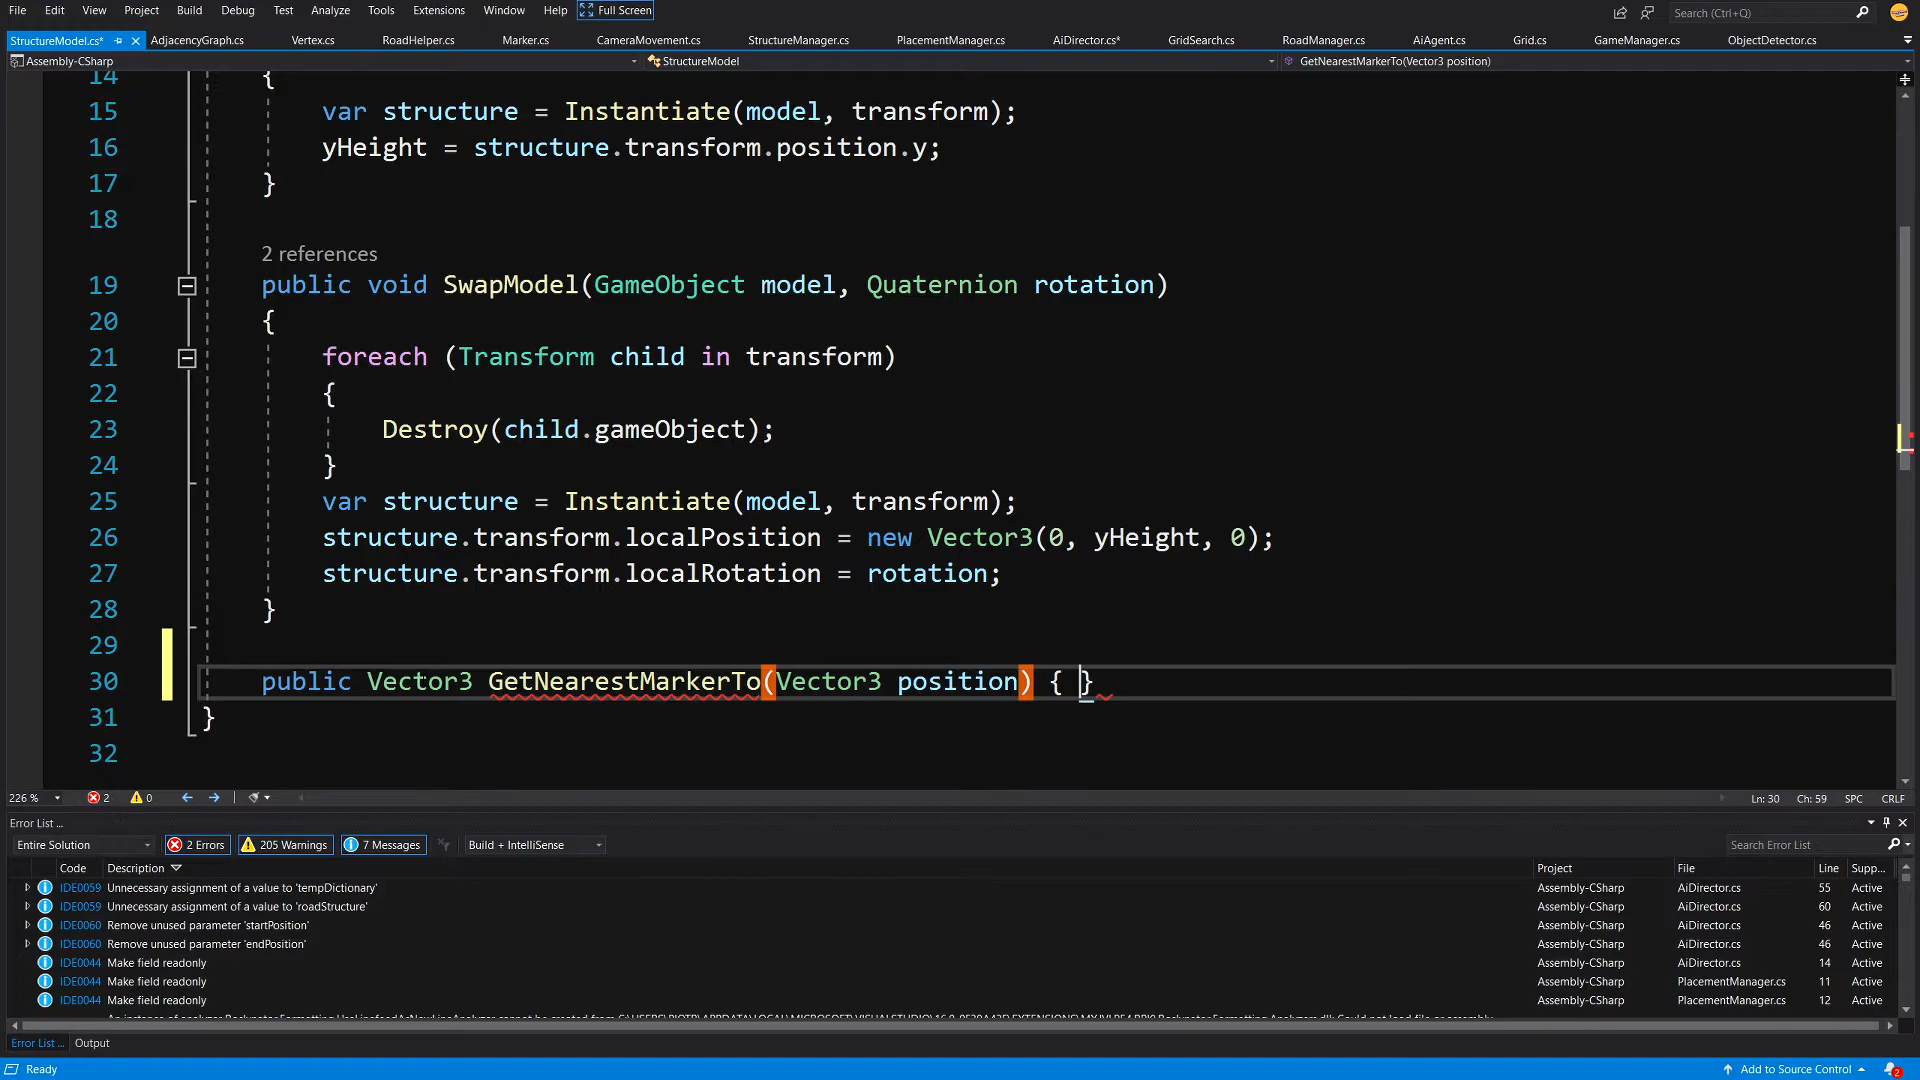 File Edit View Project Build Debug Test Analyze Tools Extensions Window Help Full Screen Search (Ctrl+Q)
StructureModel.cs* AdjacencyGraph.cs Vertex.cs RoadHelper.cs Marker.cs CameraMovement.cs StructureManager.cs PlacementManager.cs AiDirector.cs* GridSearch.cs RoadManager.cs AiAgent.cs Grid.cs GameManager.cs ObjectDetector.cs
Assembly-CSharp StructureModel GetNearestMarkerTo(Vector3 position)
14 {
15 var structure = Instantiate(model, transform);
16 yHeight = structure.transform.position.y;
17 }
18
2 references
19 public void SwapModel(GameObject model, Quaternion rotation)
20 {
21 foreach (Transform child in transform)
22 {
23 Destroy(child.gameObject);
24 }
25 var structure = Instantiate(model, transform);
26 structure.transform.localPosition = new Vector3(0, yHeight, 0);
27 structure.transform.localRotation = rotation;
28 }
29
30 public Vector3 GetNearestMarkerTo(Vector3 position) { }
31 }
32
226 % 2 0 Ln: 30 Ch: 59 SPC CRLF
Error List ...
Entire Solution 2 Errors 205 Warnings 7 Messages Build + IntelliSense Search Error List
Code Description Project File Line Supp...
IDE0059 Unnecessary assignment of a value to 'tempDictionary' Assembly-CSharp AiDirector.cs 55 Active
IDE0059 Unnecessary assignment of a value to 'roadStructure' Assembly-CSharp AiDirector.cs 60 Active
IDE0060 Remove unused parameter 'startPosition' Assembly-CSharp AiDirector.cs 46 Active
IDE0060 Remove unused parameter 'endPosition' Assembly-CSharp AiDirector.cs 46 Active
IDE0044 Make field readonly Assembly-CSharp AiDirector.cs 14 Active
IDE0044 Make field readonly Assembly-CSharp PlacementManager.cs 11 Active
IDE0044 Make field readonly Assembly-CSharp PlacementManager.cs 12 Active
Error List ... Output
Ready Add to Source Control 2